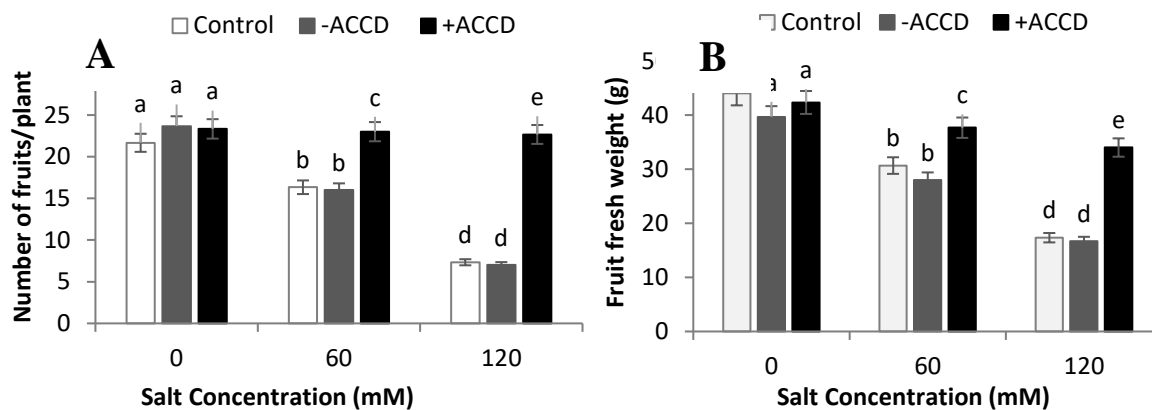 Control -ACCD +ACCD
A
Number of fruits/plant
25
20
15
10
5
0
a a a
b b c
d d e
0 60 120
Salt Concentration (mM)
Control -ACCD +ACCD
B
Fruit fresh weight (g)
5
40
30
20
10
0
a a
b b c
d d e
0 60 120
Salt Concentration (mM)